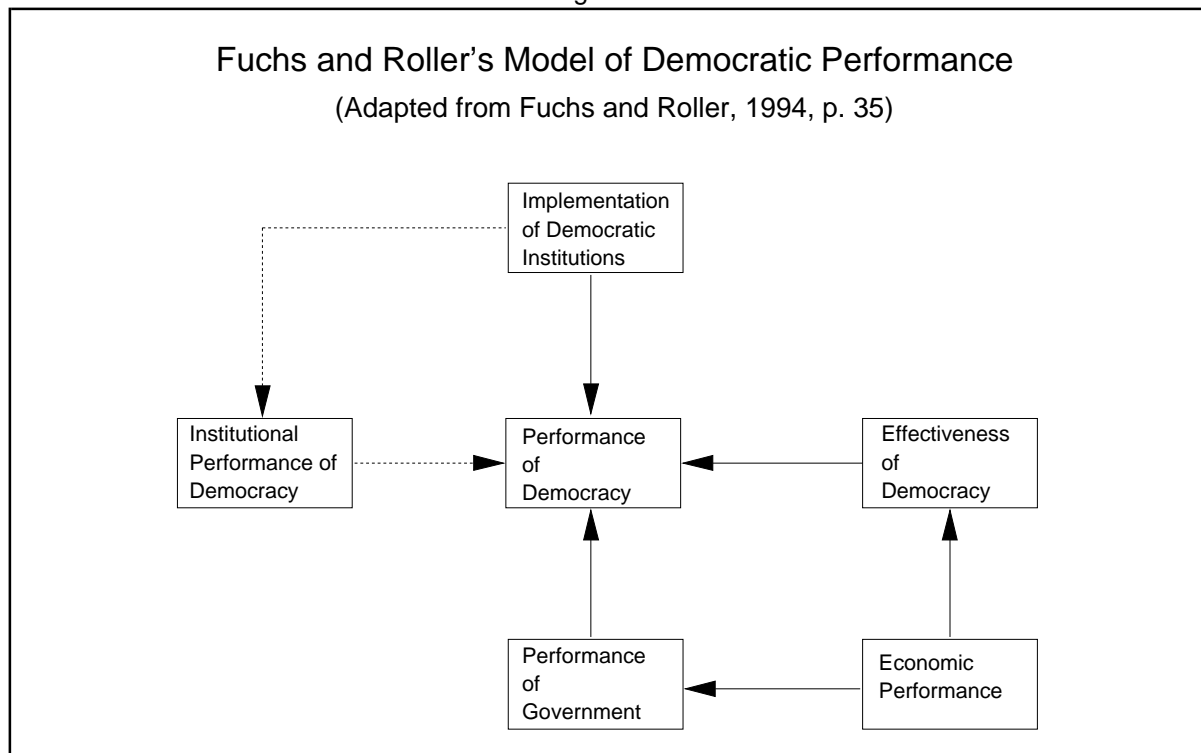 Fuchs and Roller's Model of Democratic Performance
(Adapted from Fuchs and Roller, 1994, p. 35)
Implementation
of Democratic
Institutions
Institutional
Performance of
Democracy
Performance
of
Democracy
Effectiveness
of
Democracy
Performance
of
Government
Economic
Performance